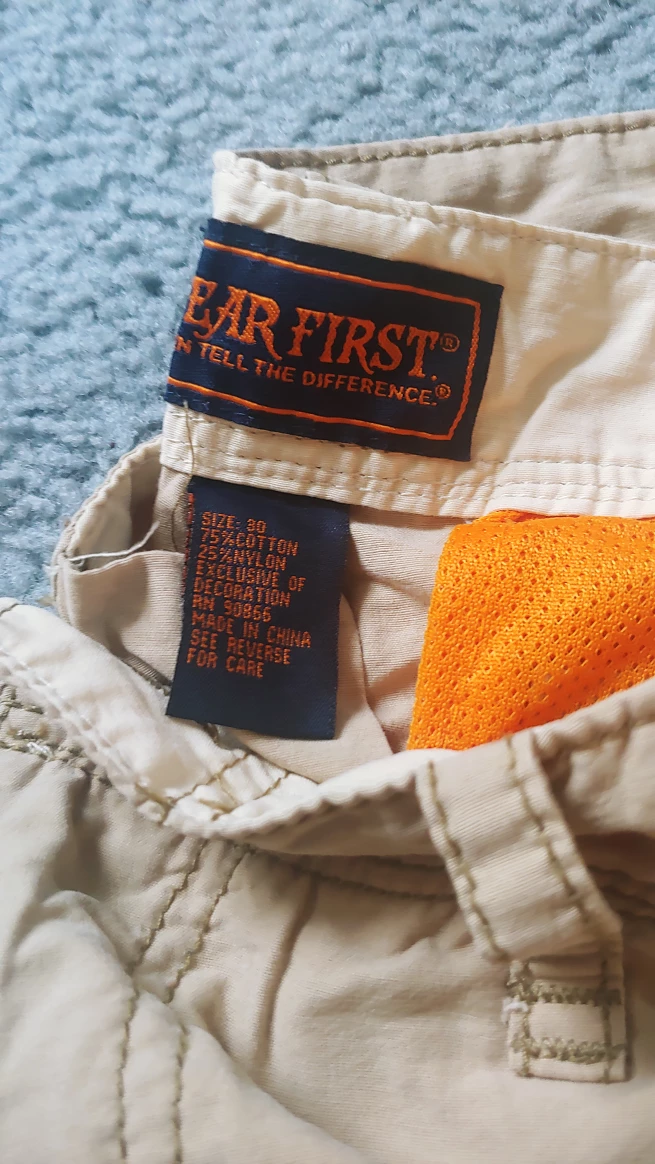 EAR FIRST.®
N TELL THE DIFFERENCE.®
SIZE: 30
75%COTTON
25%NYLON
EXCLUSIVE OF
DECORATION
RN 90866
MADE IN CHINA
SEE REVERSE
FOR CARE